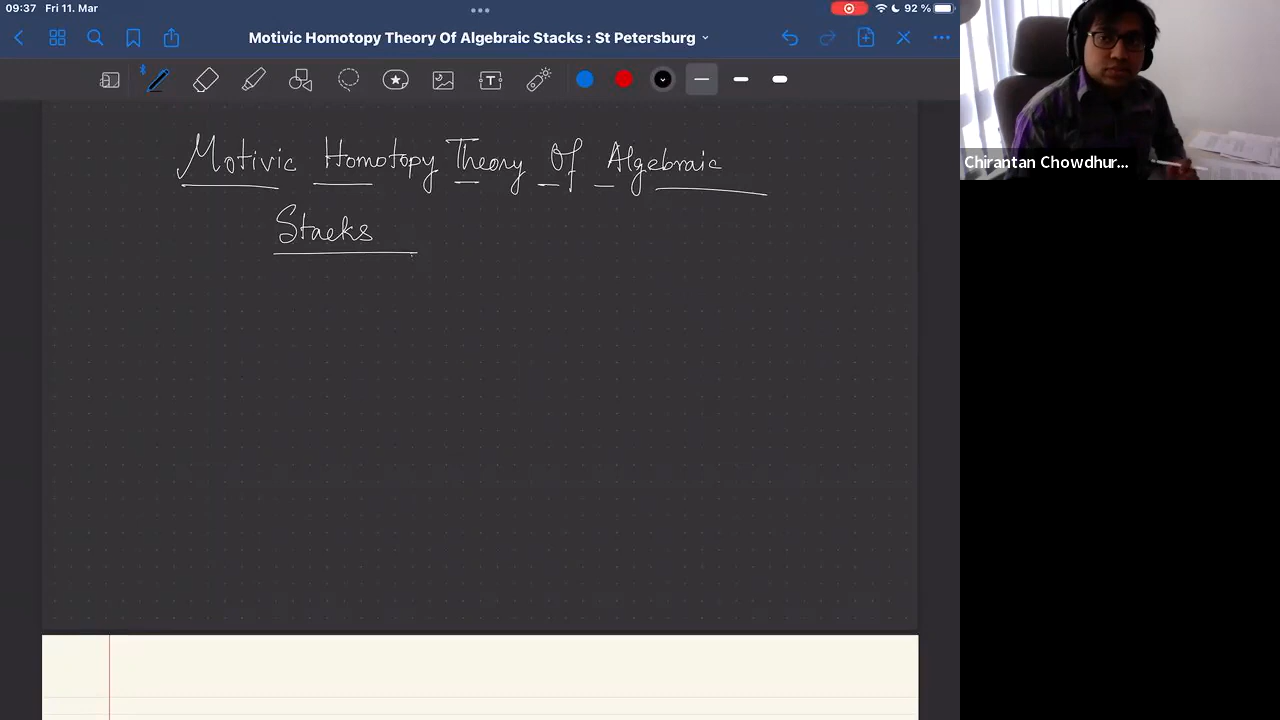 09:37 Fri 11. Mar
92 %
Motivic Homotopy Theory Of Algebraic Stacks : St Petersburg
Motivic Homotopy Theory Of Algebraic
Stacks
Chirantan Chowdhur...